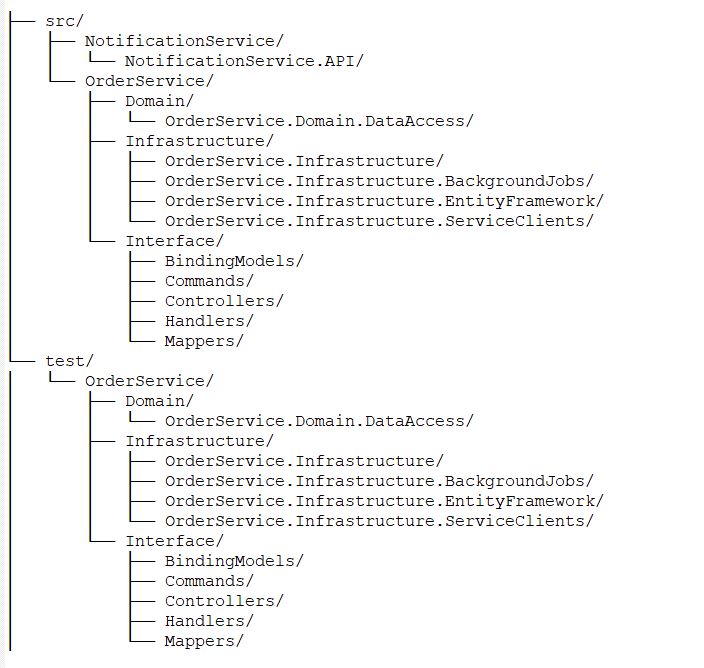 ├── src/
│   ├── NotificationService/
│   │   └── NotificationService.API/
│   └── OrderService/
│       ├── Domain/
│       │   └── OrderService.Domain.DataAccess/
│       ├── Infrastructure/
│       │   ├── OrderService.Infrastructure/
│       │   ├── OrderService.Infrastructure.BackgroundJobs/
│       │   ├── OrderService.Infrastructure.EntityFramework/
│       │   └── OrderService.Infrastructure.ServiceClients/
│       └── Interface/
│           ├── BindingModels/
│           ├── Commands/
│           ├── Controllers/
│           ├── Handlers/
│           └── Mappers/
└── test/
│   └── OrderService/
│       ├── Domain/
│       │   └── OrderService.Domain.DataAccess/
│       ├── Infrastructure/
│       │   ├── OrderService.Infrastructure/
│       │   ├── OrderService.Infrastructure.BackgroundJobs/
│       │   ├── OrderService.Infrastructure.EntityFramework/
│       │   └── OrderService.Infrastructure.ServiceClients/
│       └── Interface/
│           ├── BindingModels/
│           ├── Commands/
│           ├── Controllers/
│           ├── Handlers/
│           └── Mappers/